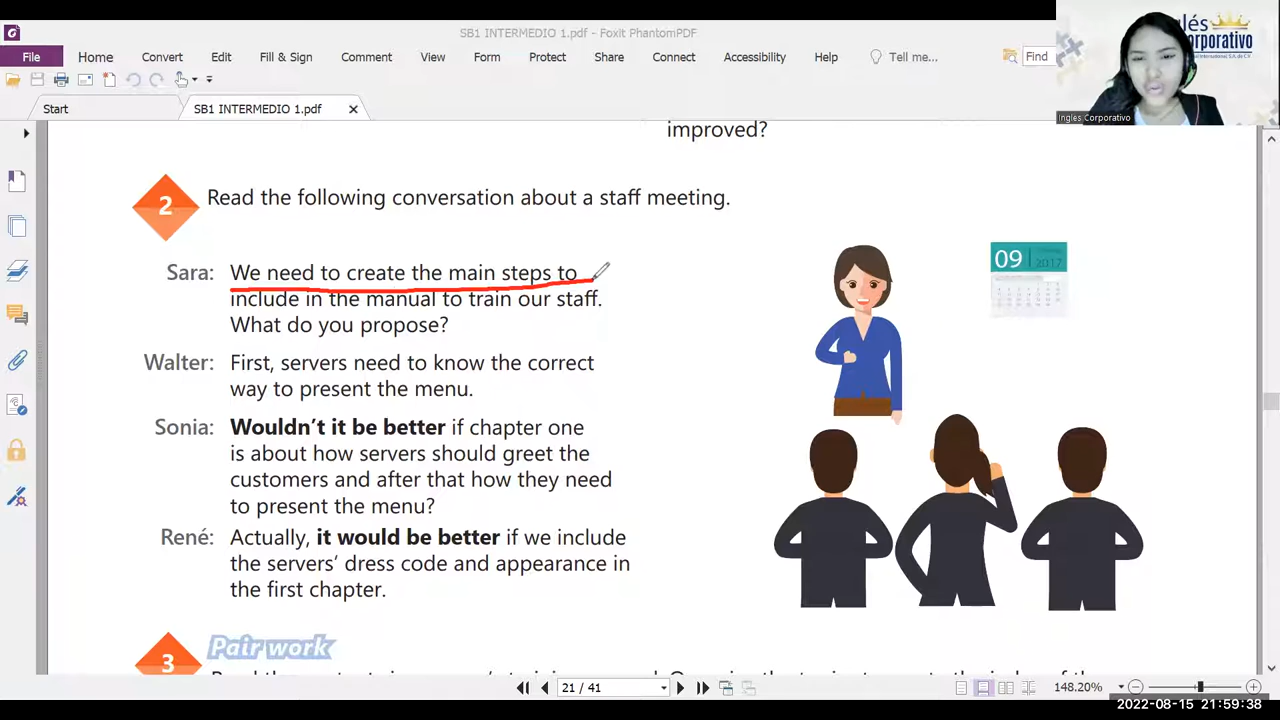 SB1 INTERMEDIO 1.pdf - Foxit PhantomPDF
File Home Convert Edit Fill & Sign Comment View Form Protect Share Connect Accessibility Help Tell me... Find
Start SB1 INTERMEDIO 1.pdf
Ingles Corporativo
improved?
2 Read the following conversation about a staff meeting.
Sara: We need to create the main steps to
include in the manual to train our staff.
What do you propose?
Walter: First, servers need to know the correct
way to present the menu.
Sonia: Wouldn't it be better if chapter one
is about how servers should greet the
customers and after that how they need
to present the menu?
René: Actually, it would be better if we include
the servers' dress code and appearance in
the first chapter.
09 2017
3 Pair work
21 / 41
148.20%
2022-08-15 21:59:38